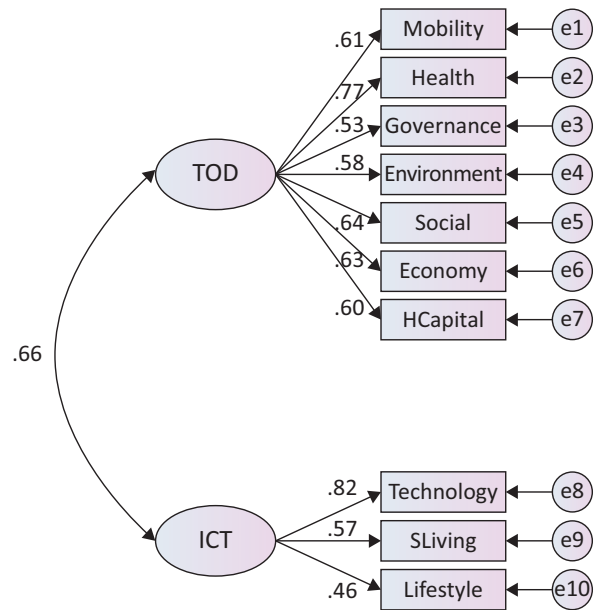 .61 Mobility e1
.77 Health e2
.53 Governance e3
TOD .58 Environment e4
.64 Social e5
.63 Economy e6
.60 HCapital e7
.66
.82 Technology e8
ICT .57 SLiving e9
.46 Lifestyle e10